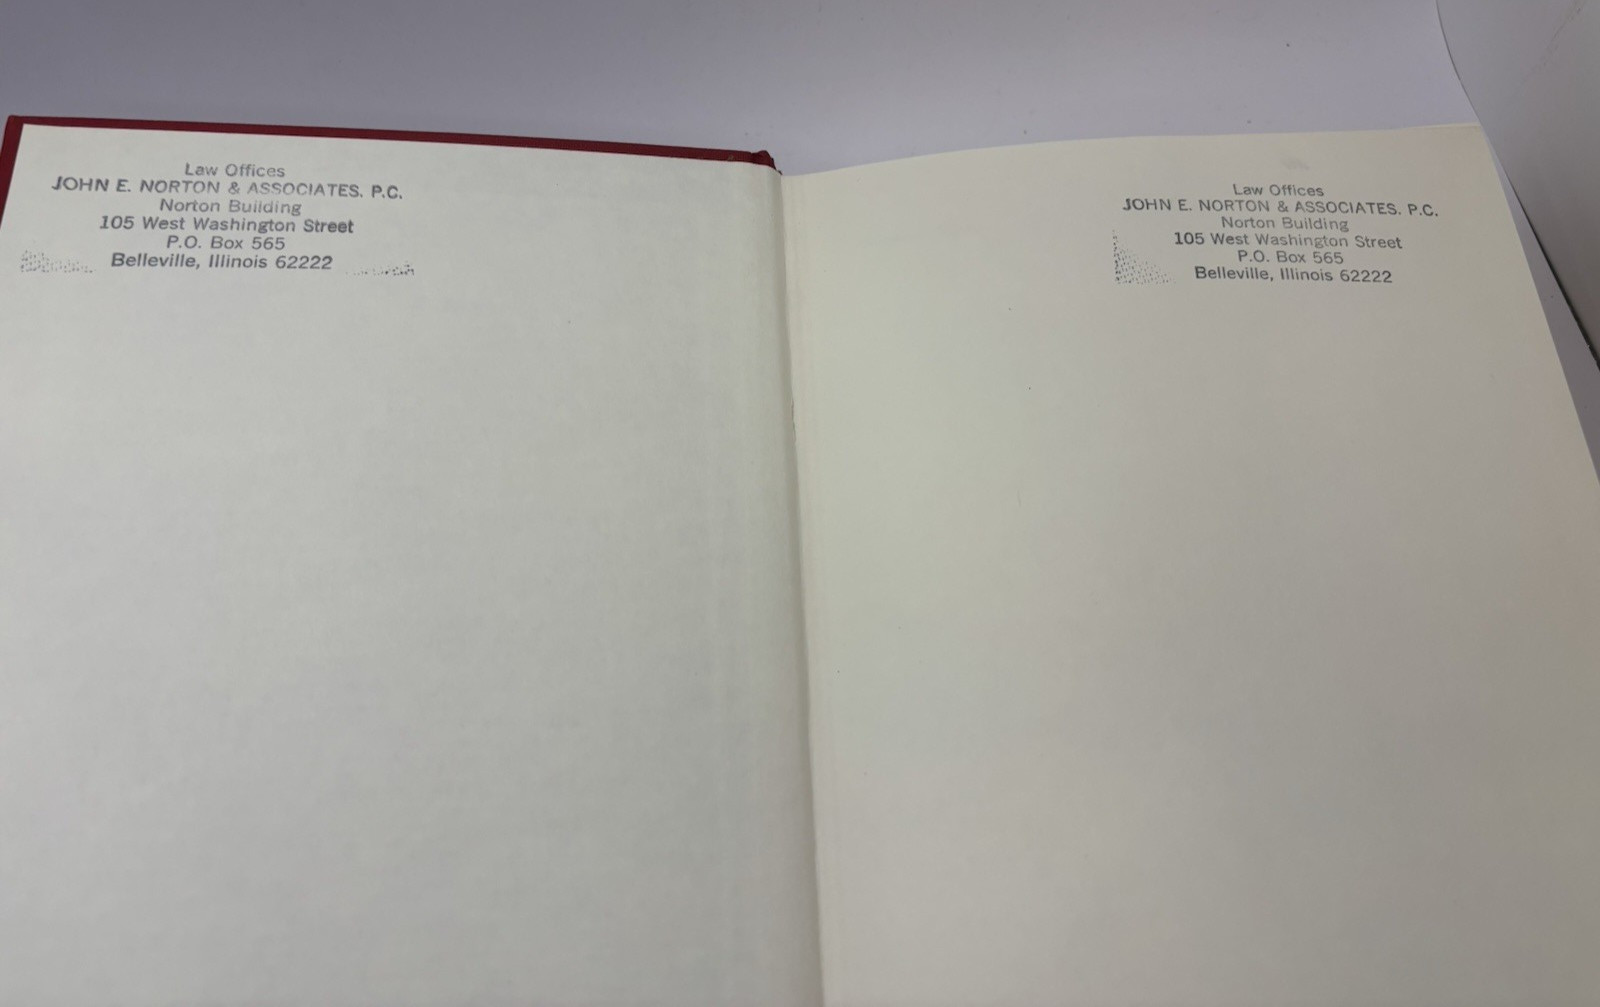 Law Offices
JOHN E. NORTON & ASSOCIATES. P.C.
Norton Building
105 West Washington Street
P.O. Box 565
Belleville, Illinois 62222
Law Offices
JOHN E. NORTON & ASSOCIATES. P.C.
Norton Building
105 West Washington Street
P.O. Box 565
Belleville, Illinois 62222